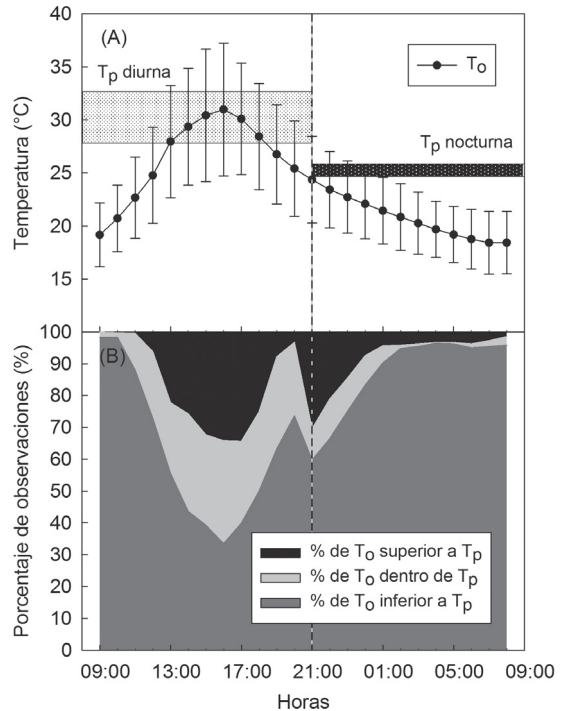 (A)
Tp diurna
To
Tp nocturna
Temperatura (°C)
40
35
30
25
20
15
(B)
Porcentaje de observaciones (%)
100
90
80
70
60
50
40
30
20
10
0
% de To superior a Tp
% de To dentro de Tp
% de To inferior a Tp
09:00 13:00 17:00 21:00 01:00 05:00 09:00
Horas